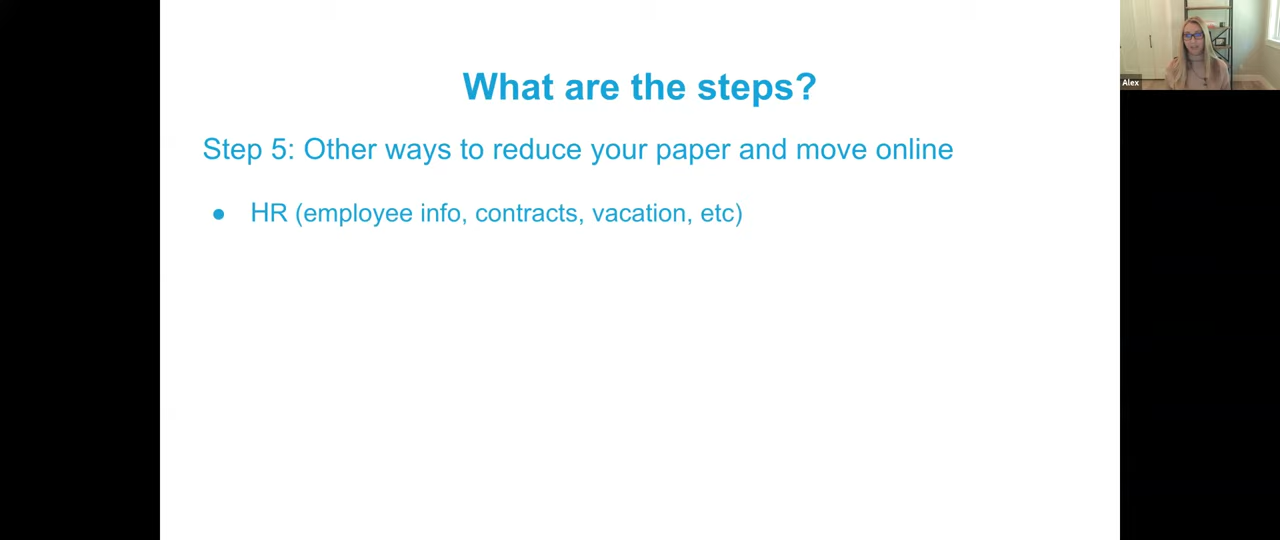 What are the steps?
Alex
Step 5: Other ways to reduce your paper and move online
● HR (employee info, contracts, vacation, etc)